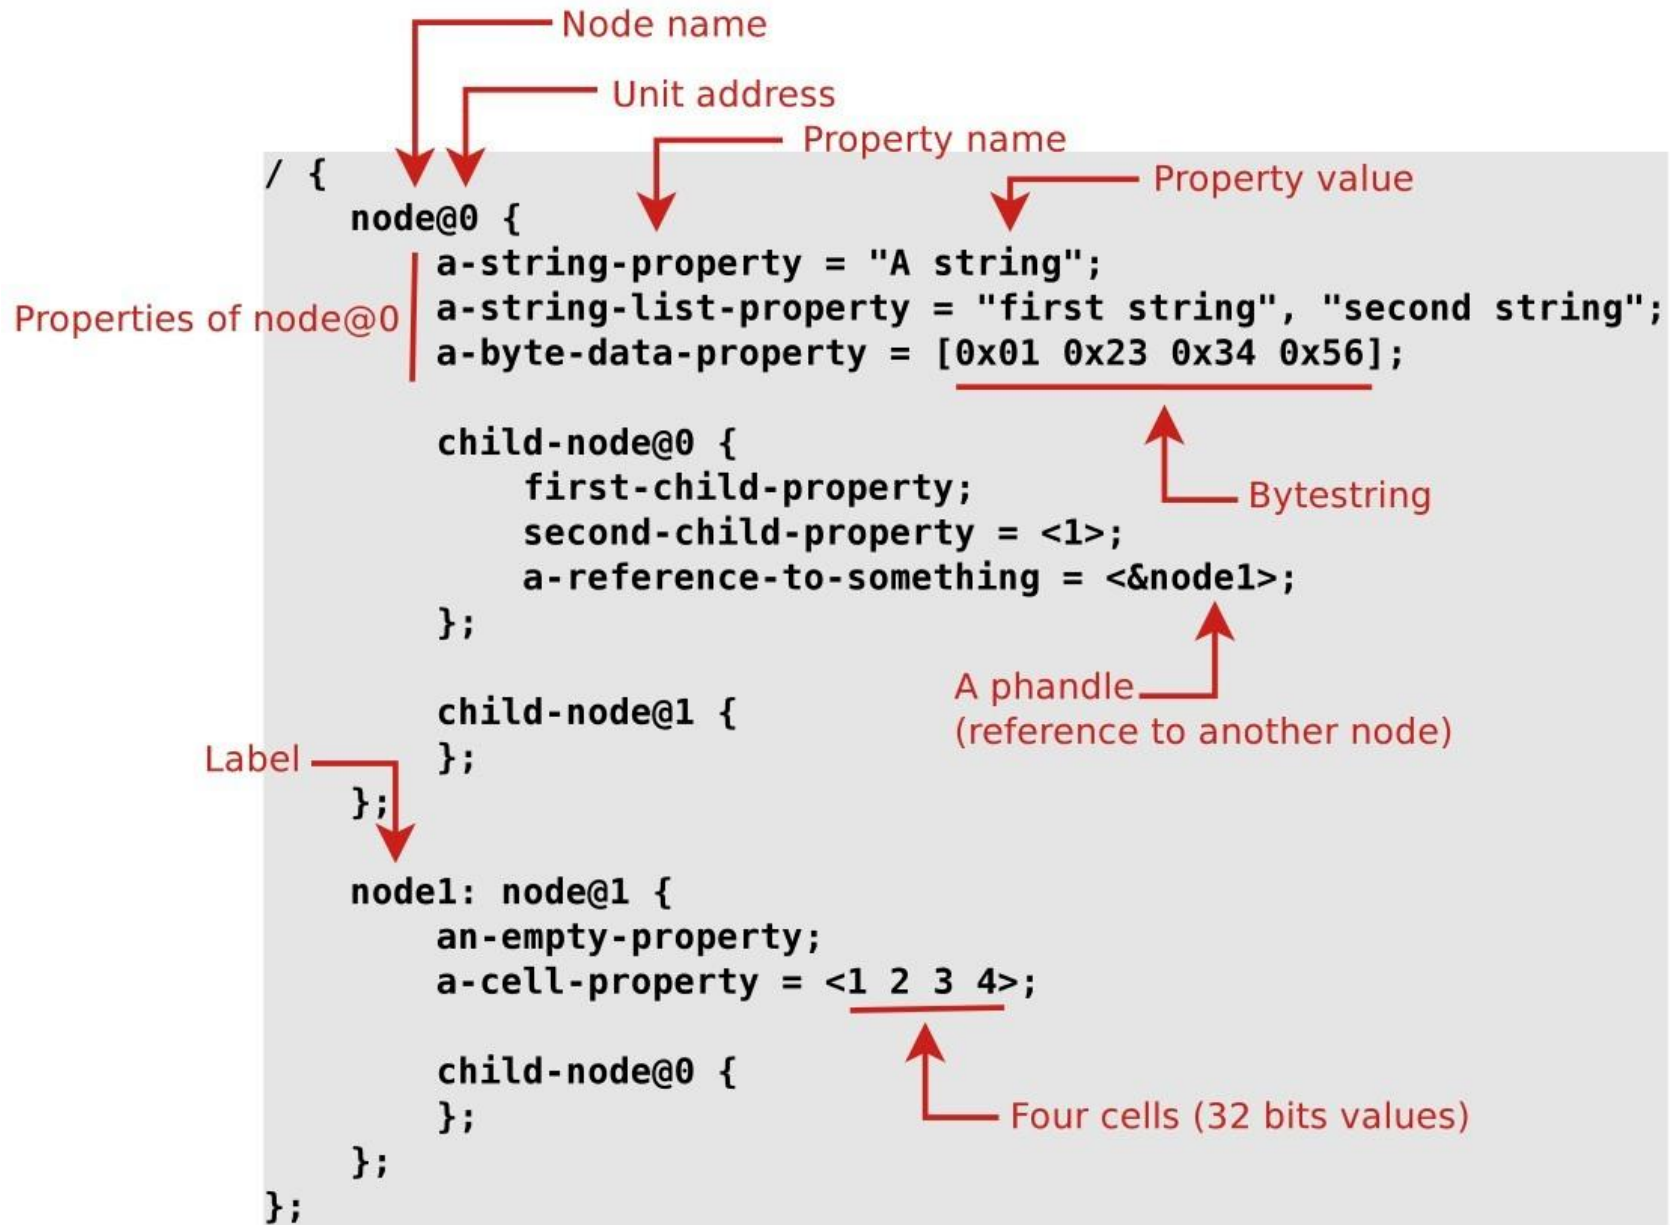 Node name
Unit address
Property name
/ {
Property value
node@0 {
a-string-property = "A string";
a-string-list-property = "first string", "second string";
Properties of node@0
a-byte-data-property = [0x01 0x23 0x34 0x56];
child-node@0 {
first-child-property;
Bytestring
second-child-property = <1>;
a-reference-to-something = <&node1>;
};
A phandle
(reference to another node)
child-node@1 {
Label
};
};
node1: node@1 {
an-empty-property;
a-cell-property = <1 2 3 4>;
child-node@0 {
};
Four cells (32 bits values)
};
};